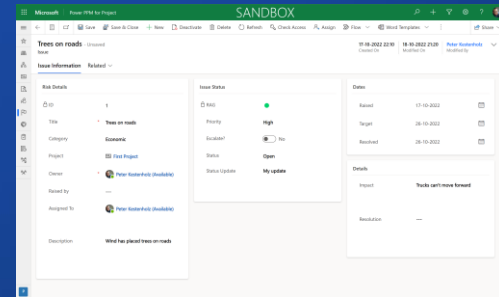 Microsoft Power PPM for Project SANDBOX
Save Save & Close + New Deactivate Delete Refresh Check Access Assign Flow Word Templates Share
Trees on roads - Unsaved
Issue
17-10-2022 22:10
Created On
18-10-2022 21:20
Modified On
Peter Kestenholz
Modified By
Issue Information Related
Risk Details
ID 1
Title * Trees on roads
Category Economic
Project First Project
Owner * Peter Kestenholz (Available)
Raised by ---
Assigned To Peter Kestenholz (Available)
Description Wind has placed trees on roads
Issue Status
RAG
Priority High
Escalate? No
Status Open
Status Update My update
Dates
Raised 17-10-2022
Target 20-10-2022
Resolved 20-10-2022
Details
Impact Trucks can't move forward
Resolution ---